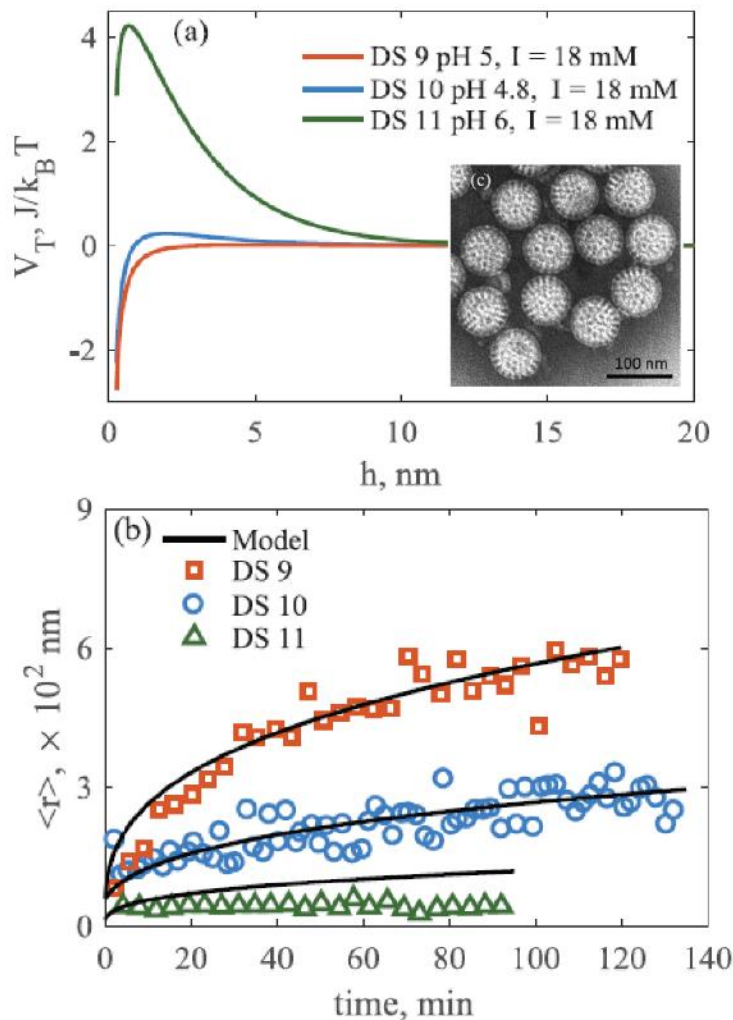 (a)
DS 9 pH 5, I = 18 mM
DS 10 pH 4.8, I = 18 mM
DS 11 pH 6, I = 18 mM
(c)
100 nm
V_T, J/k_BT
4
2
0
-2
0
5
10
15
20
h, nm
(b)
Model
DS 9
DS 10
DS 11
<r>, × 10² nm
9
6
3
0
0
20
40
60
80
100
120
140
time, min